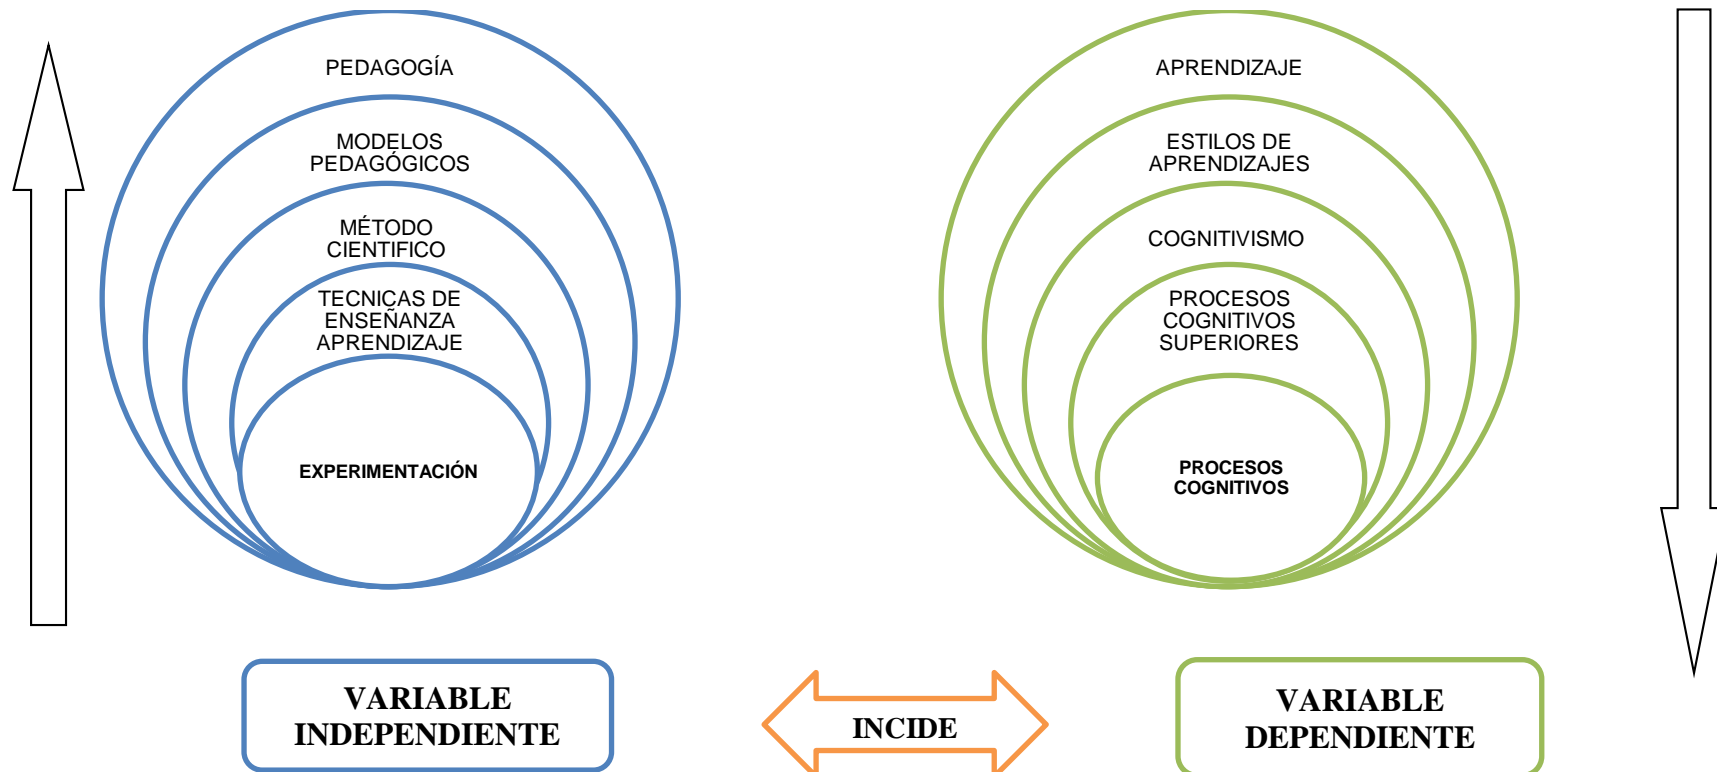 PEDAGOGÍA
MODELOS
PEDAGÓGICOS
MÉTODO
CIENTIFICO
TECNICAS DE
ENSEÑANZA
APRENDIZAJE
EXPERIMENTACIÓN
APRENDIZAJE
ESTILOS DE
APRENDIZAJES
COGNITIVISMO
PROCESOS
COGNITIVOS
SUPERIORES
PROCESOS
COGNITIVOS
VARIABLE
INDEPENDIENTE
INCIDE
VARIABLE
DEPENDIENTE